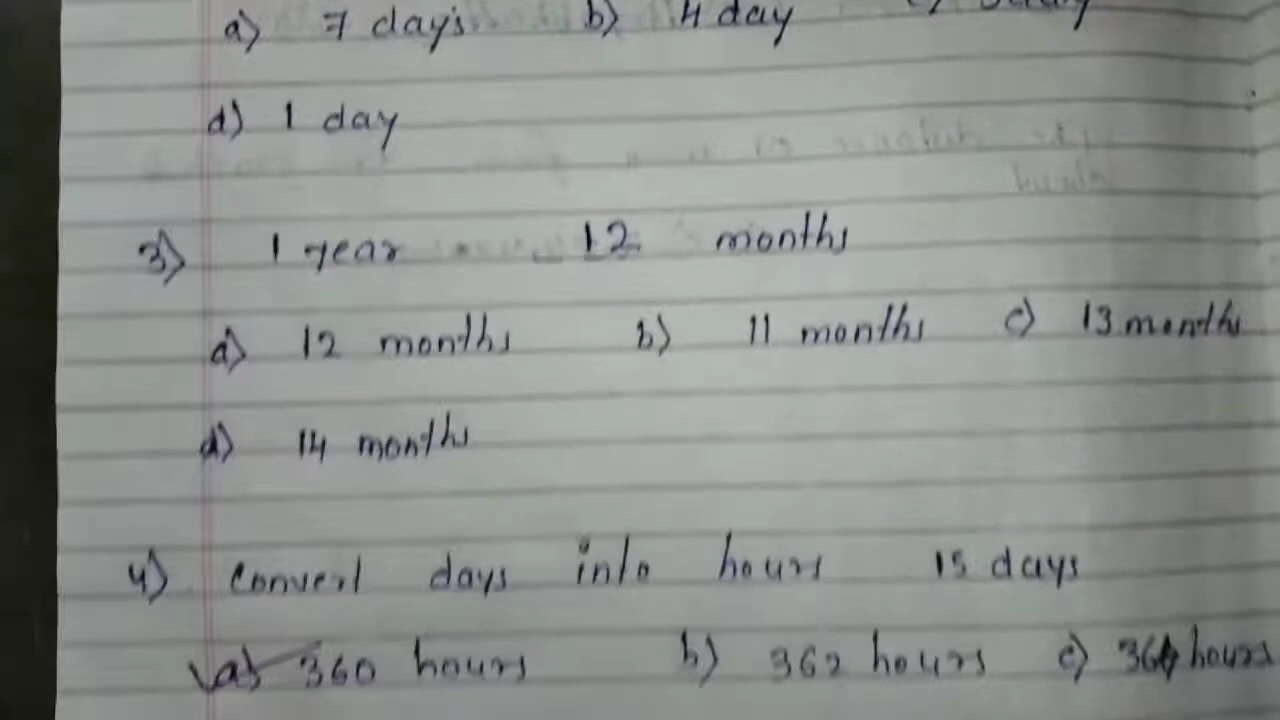 a) 7 days b) 4 day
d) 1 day
3) 1 year 12 months
a) 12 months b) 11 months c) 13 months
d) 14 months
4) convert days into hours 15 days
a) 360 hours b) 362 hours c) 364 hours